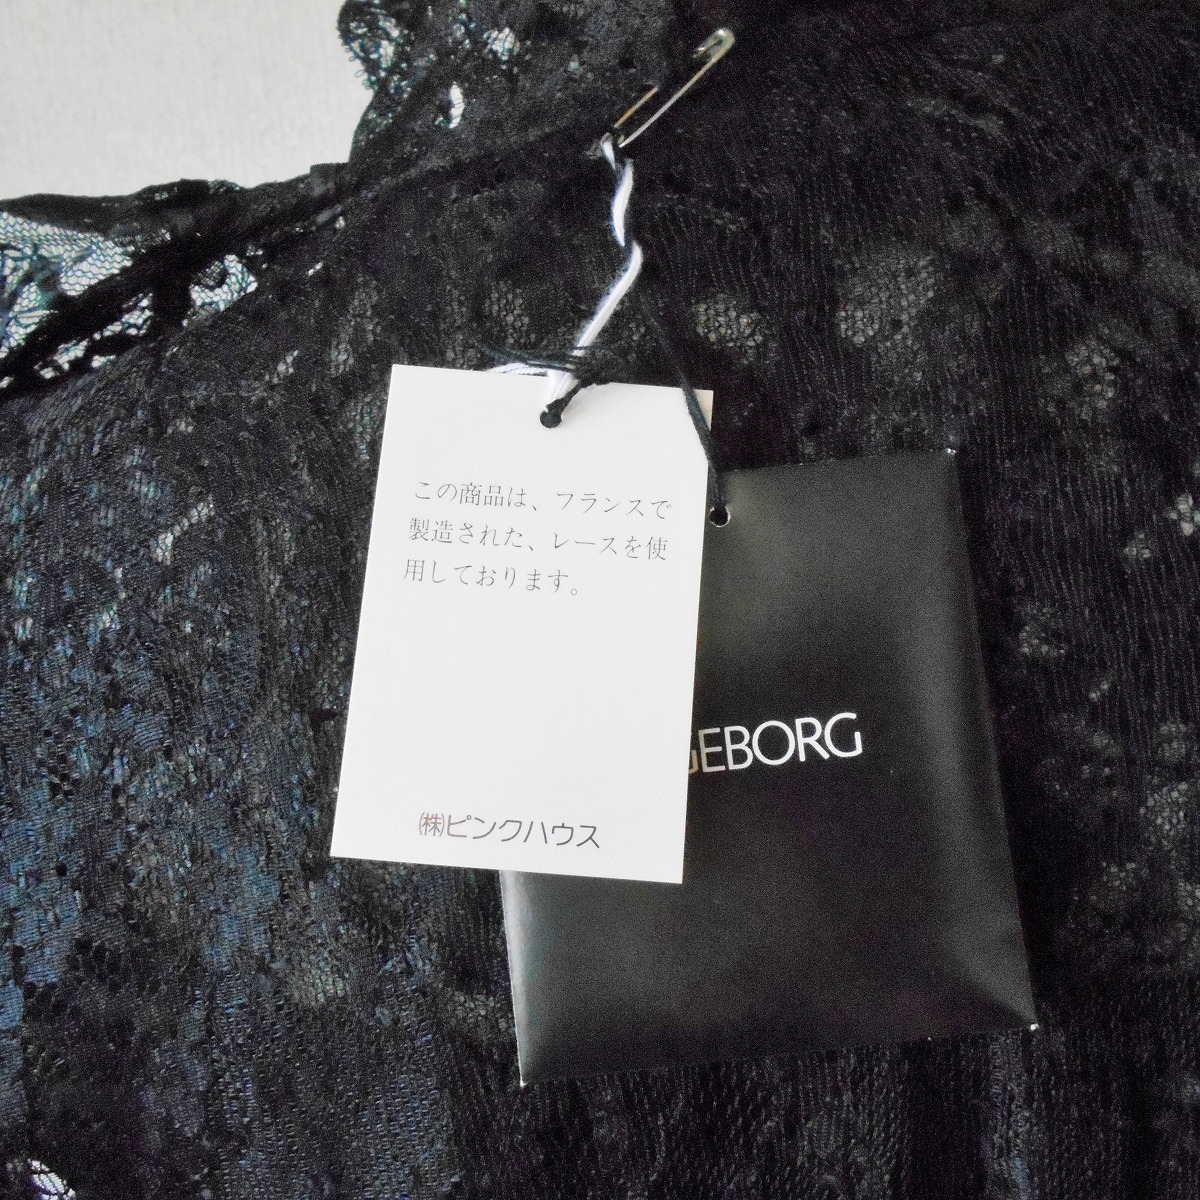 この商品は、フランスで
製造された、レースを使
用しております。
GEBORG
㈱ピンクハウス